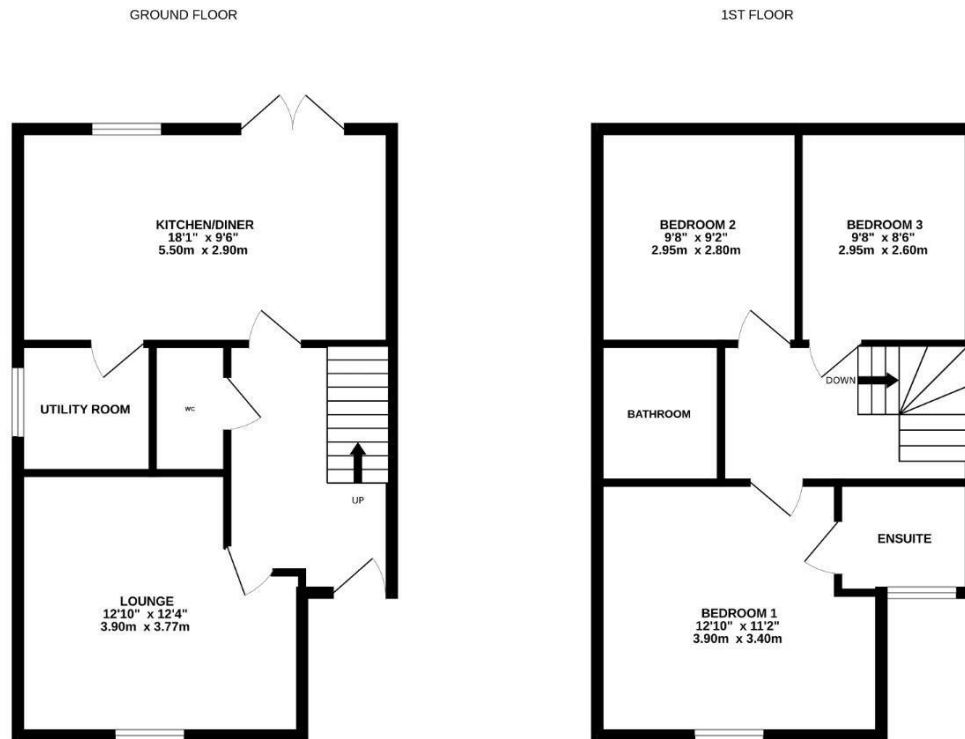 GROUND FLOOR
KITCHEN/DINER
18'1" x 9'6"
5.50m x 2.90m
UTILITY ROOM
WC
UP
LOUNGE
12'10" x 12'4"
3.90m x 3.77m
1ST FLOOR
BEDROOM 2
9'8" x 9'2"
2.95m x 2.80m
BEDROOM 3
9'8" x 8'6"
2.95m x 2.60m
DOWN
BATHROOM
ENSUITE
BEDROOM 1
12'10" x 11'2"
3.90m x 3.40m